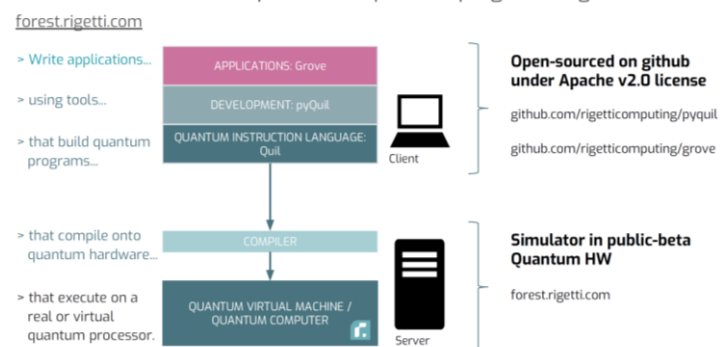 forest.rigetti.com
> Write applications...
> using tools...
> that build quantum
programs...
> that compile onto
quantum hardware...
> that execute on a
real or virtual
quantum processor.
APPLICATIONS: Grove
DEVELOPMENT: pyQuil
QUANTUM INSTRUCTION LANGUAGE:
Quil
COMPILER
QUANTUM VIRTUAL MACHINE /
QUANTUM COMPUTER
Client
Server
Open-sourced on github
under Apache v2.0 license
github.com/rigetticomputing/pyquil
github.com/rigetticomputing/grove
Simulator in public-beta
Quantum HW
forest.rigetti.com